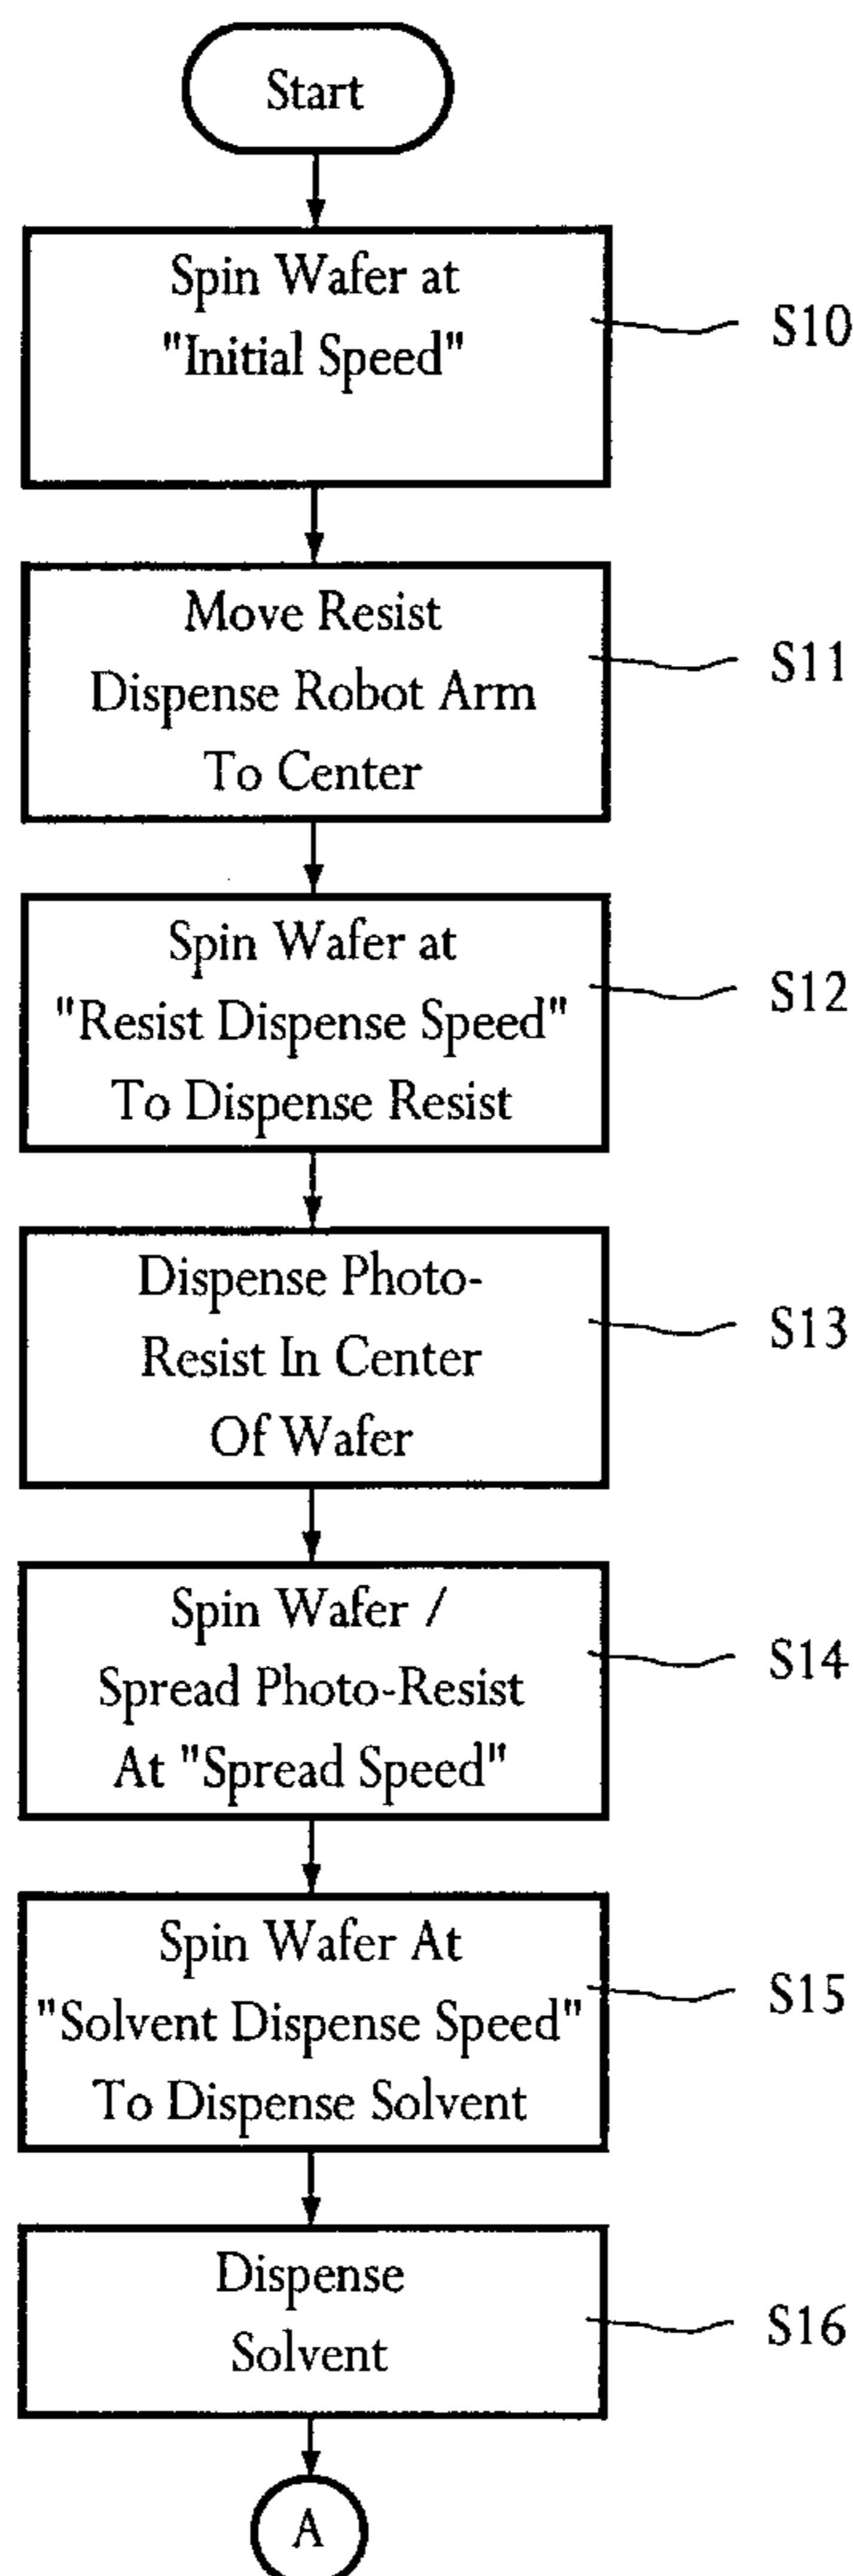 Start
Spin Wafer at
"Initial Speed"
S10
Move Resist
Dispense Robot Arm
To Center
S11
Spin Wafer at
"Resist Dispense Speed"
To Dispense Resist
S12
Dispense Photo-
Resist In Center
Of Wafer
S13
Spin Wafer /
Spread Photo-Resist
At "Spread Speed"
S14
Spin Wafer At
"Solvent Dispense Speed"
To Dispense Solvent
S15
Dispense
Solvent
S16
A